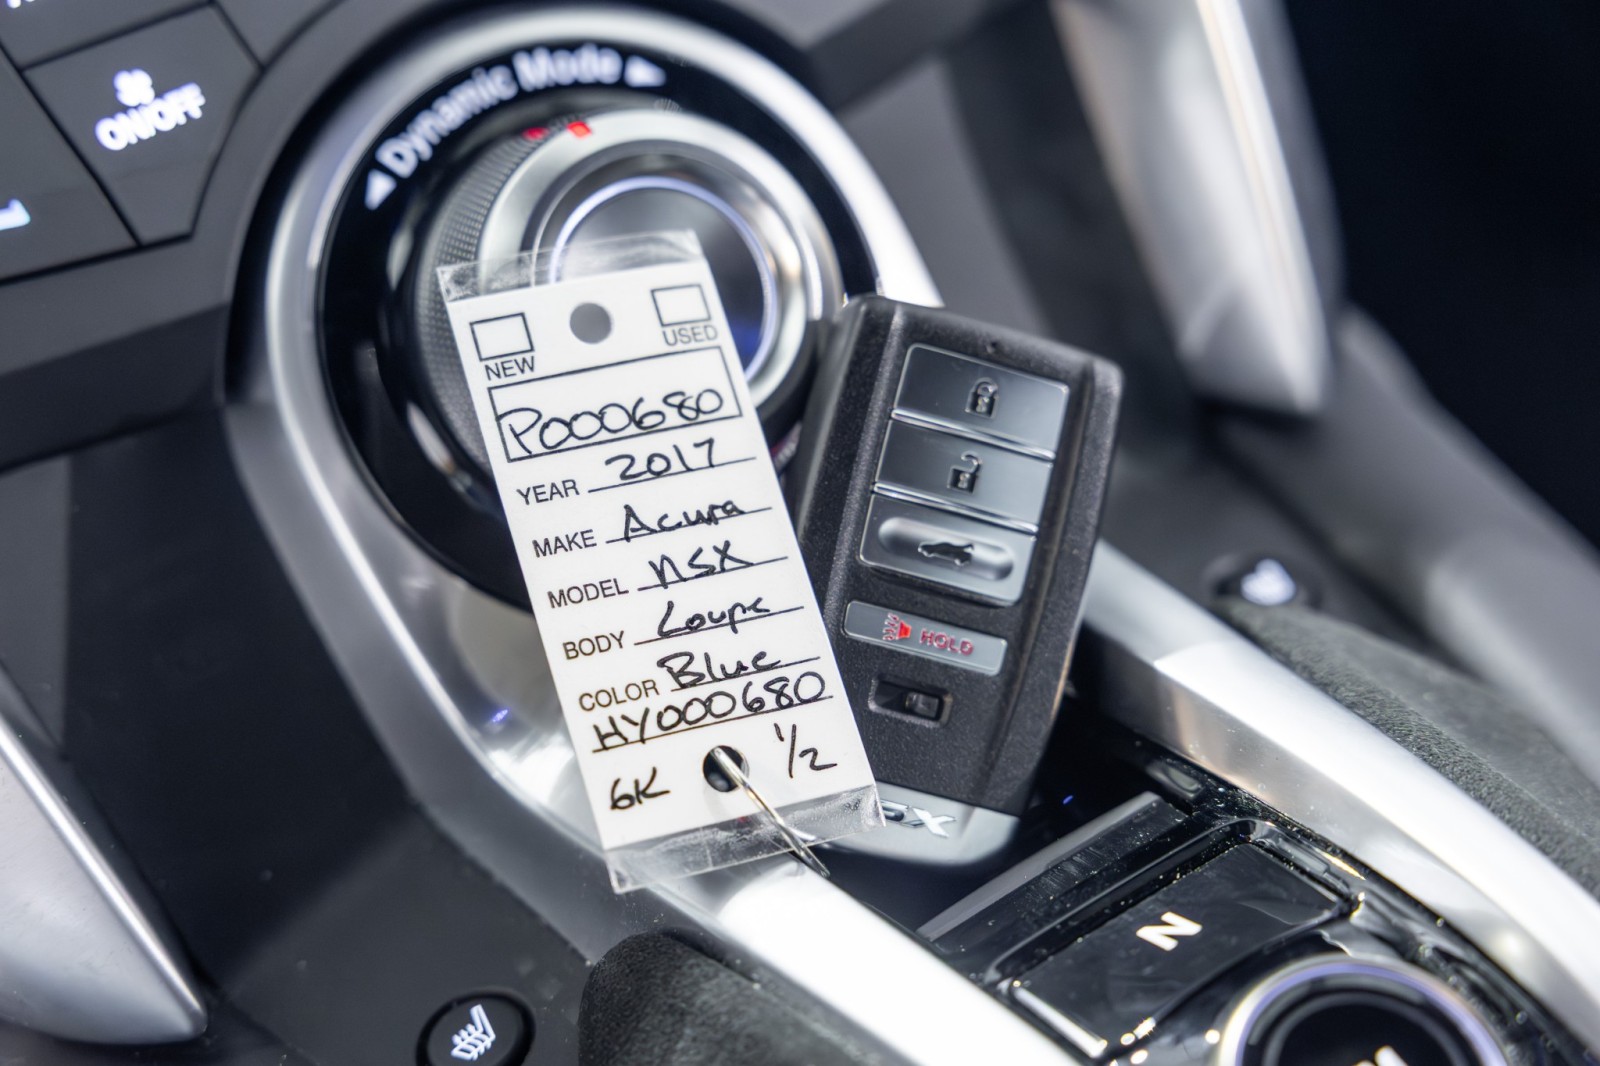 ON/OFF
Dynamic Mode
NEW USED
P000680
YEAR 2017
MAKE Acura
MODEL NSX
BODY Coupe
COLOR Blue
HY000680
6K 1/2
HOLD
SX
N